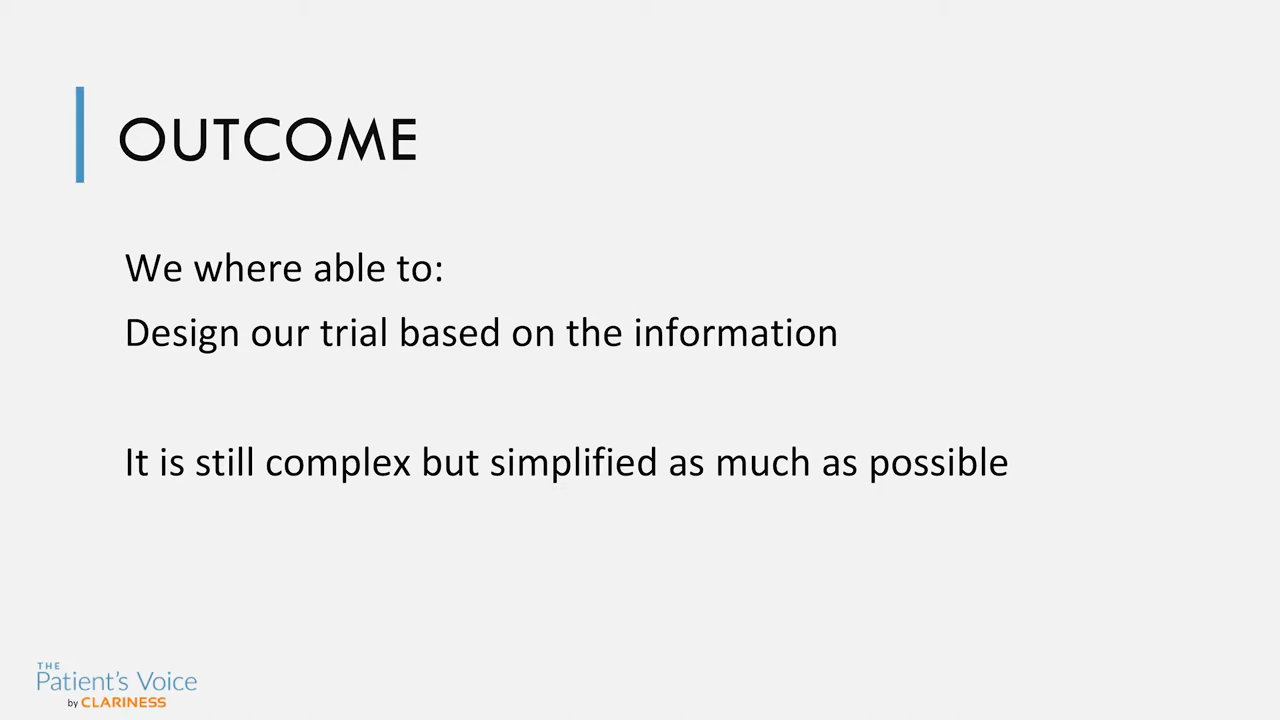 OUTCOME
We where able to:
Design our trial based on the information
It is still complex but simplified as much as possible
THE
Patient's Voice
by CLARINESS